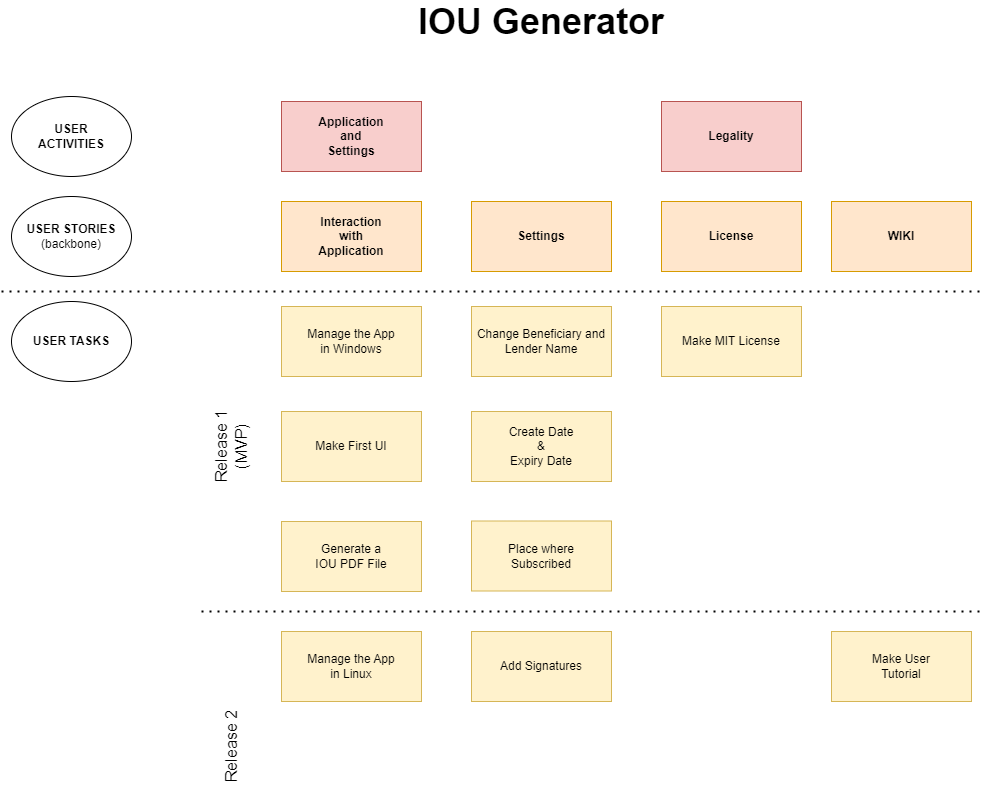 IOU Generator
USER
ACTIVITIES
Application
and
Settings
Legality
USER STORIES
(backbone)
Interaction
with
Application
Settings
License
WIKI
USER TASKS
Manage the App
in Windows
Change Beneficiary and
Lender Name
Make MIT License
Release 1
(MVP)
Make First UI
Create Date
&
Expiry Date
Generate a
IOU PDF File
Place where
Subscribed
Release 2
Manage the App
in Linux
Add Signatures
Make User
Tutorial